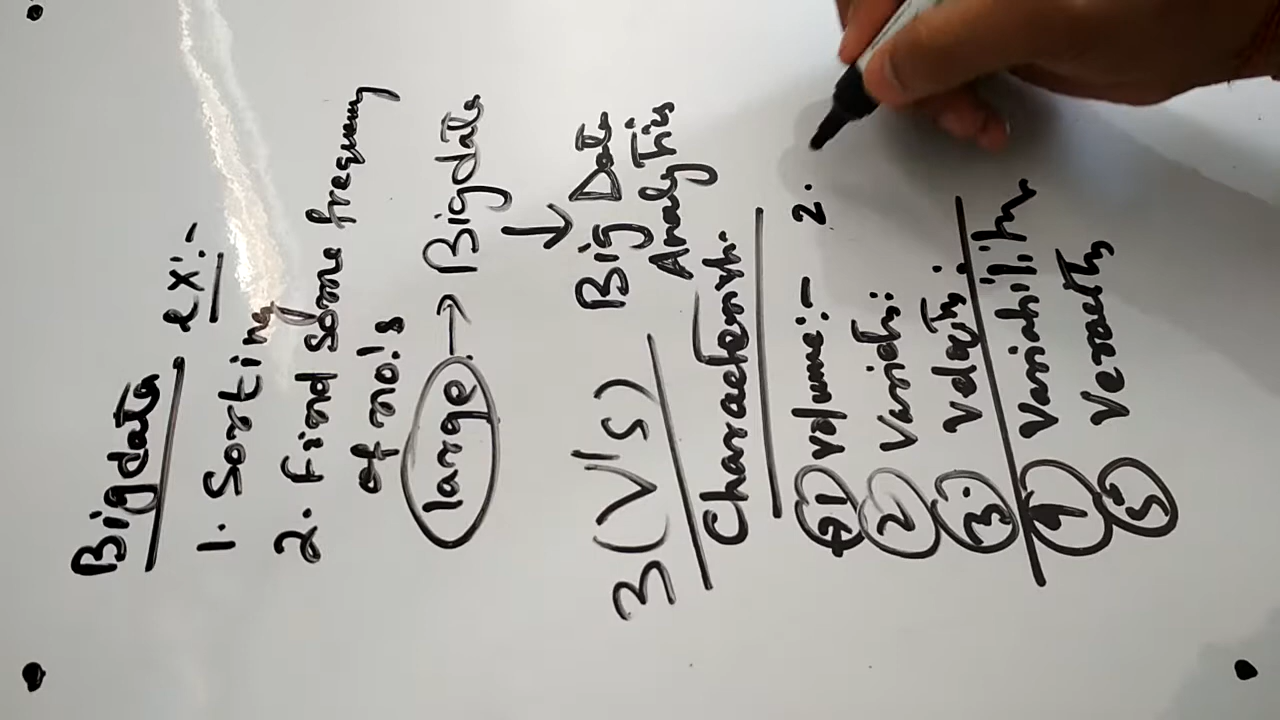 Bigdata ex:-
1. Sorting
2. Find some frequency
of no!s
large. → Bigdata
↓
3(V's) Big Data
Analytics
Charactersti.
1 Volume:- 2.
2 Variety:
3. Velocity:
4 Variability
5 Veracity